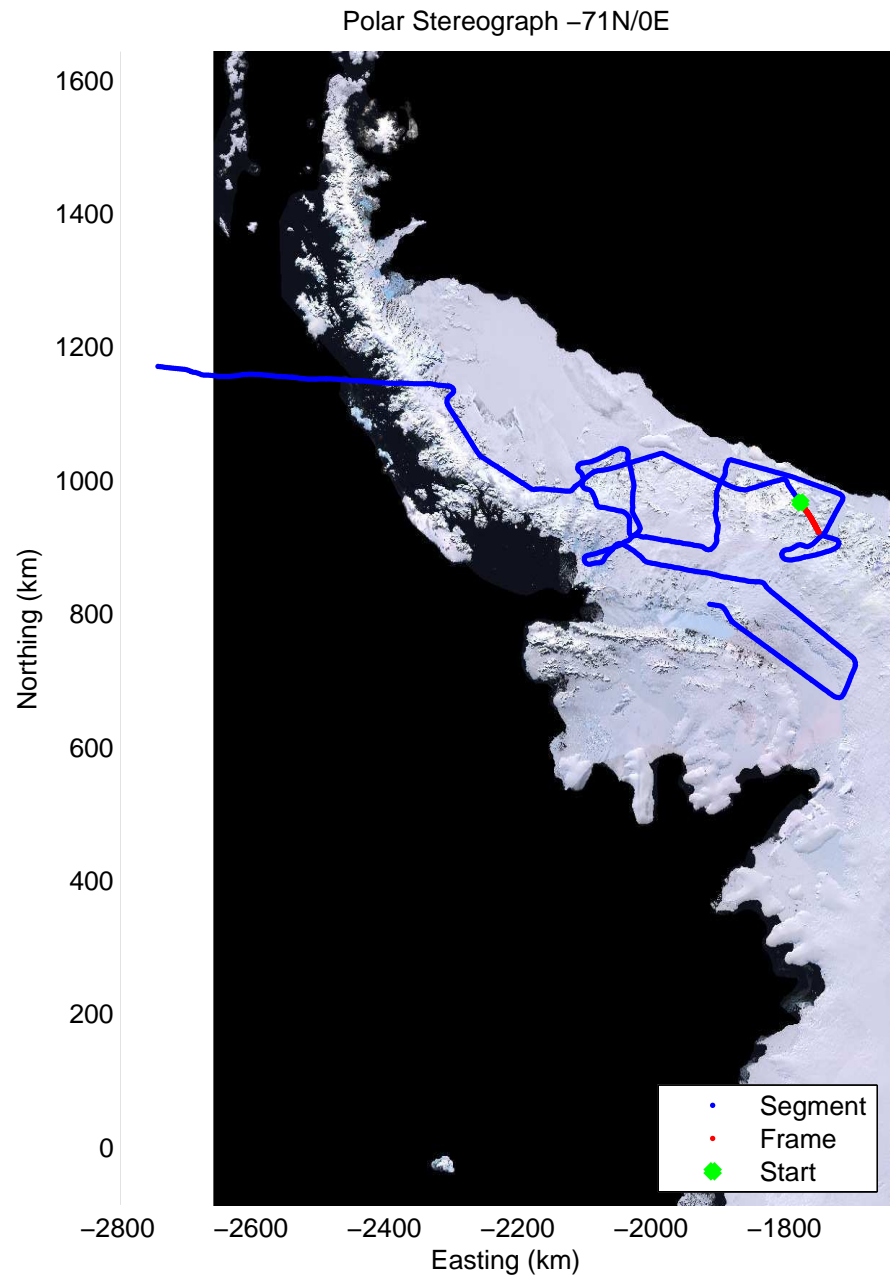 Polar Stereograph −71N/0E
1600
1400
1200
1000
800
600
400
200
0
Northing (km)
−2800 −2600 −2400 −2200 −2000 −1800
Easting (km)
Segment
Frame
Start